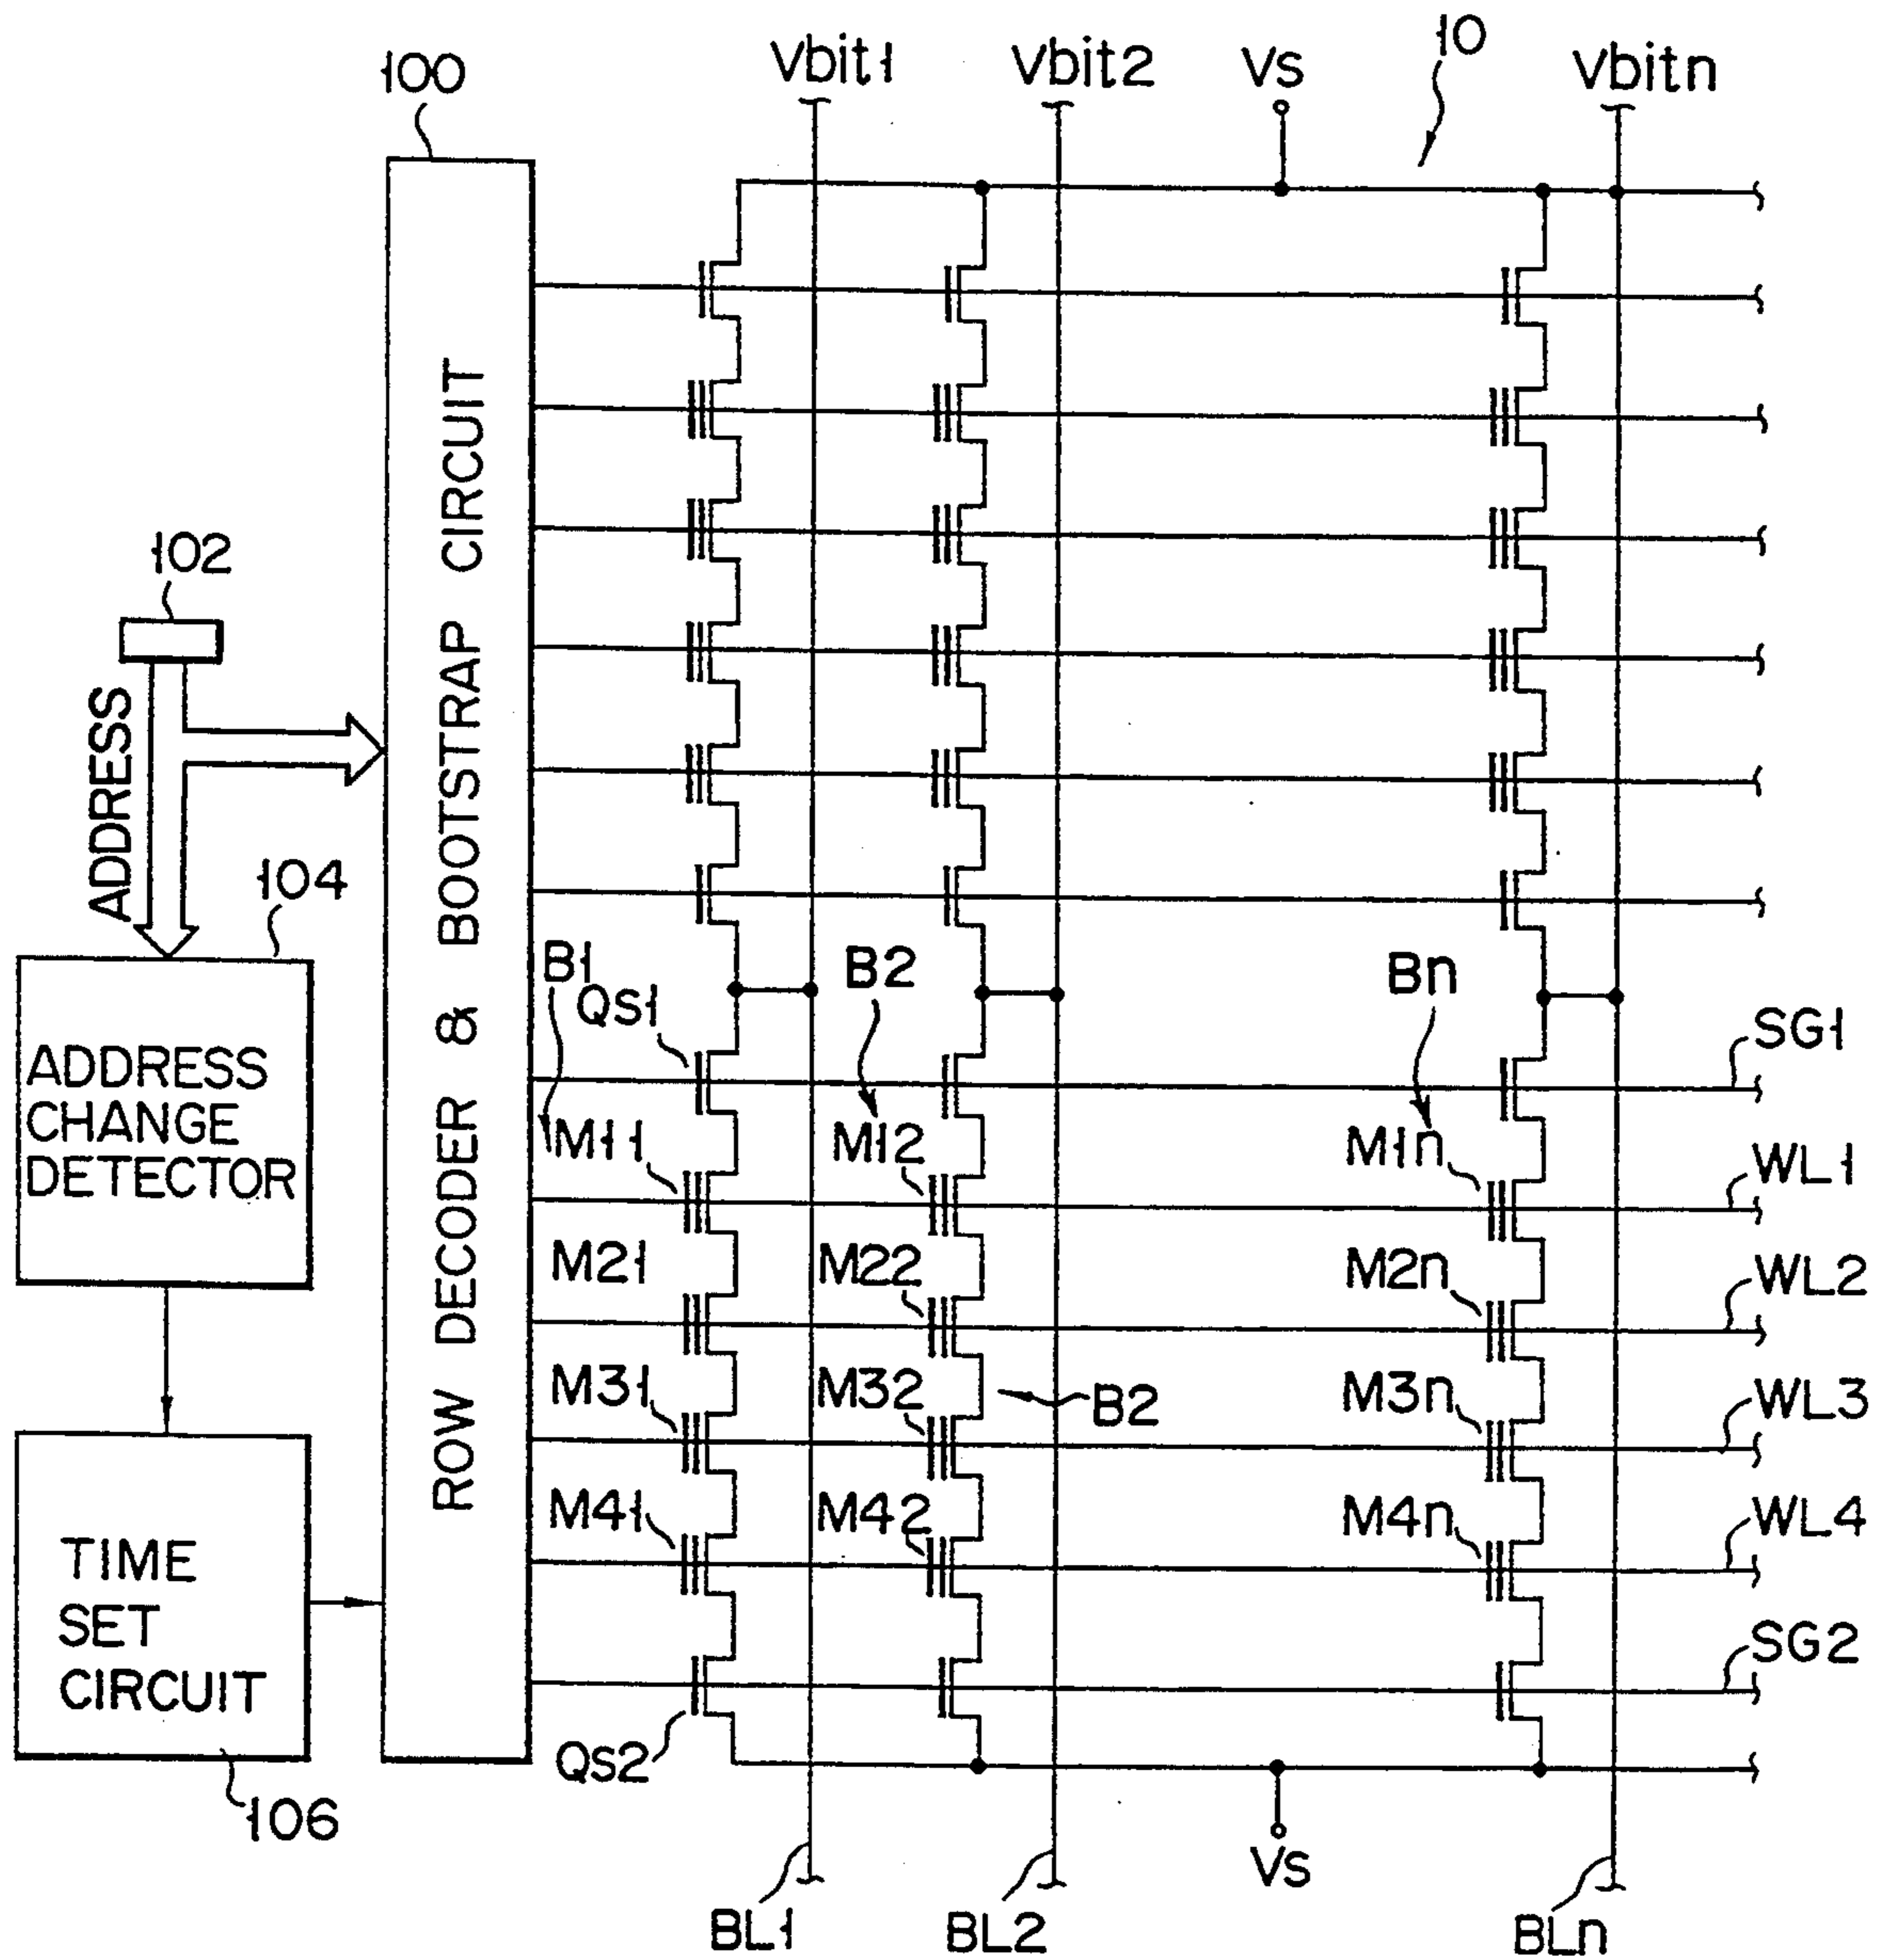 100
Vbit1
Vbit2
Vs
10
Vbitn
ROW DECODER & BOOTSTRAP CIRCUIT
102
ADDRESS
104
ADDRESS
CHANGE
DETECTOR
B1
QS1
B2
Bn
SG1
M11
M12
M1n
WL1
M21
M22
M2n
WL2
M31
M32
B2
M3n
WL3
M41
M42
M4n
WL4
TIME
SET
CIRCUIT
106
QS2
SG2
Vs
BL1
BL2
BLn